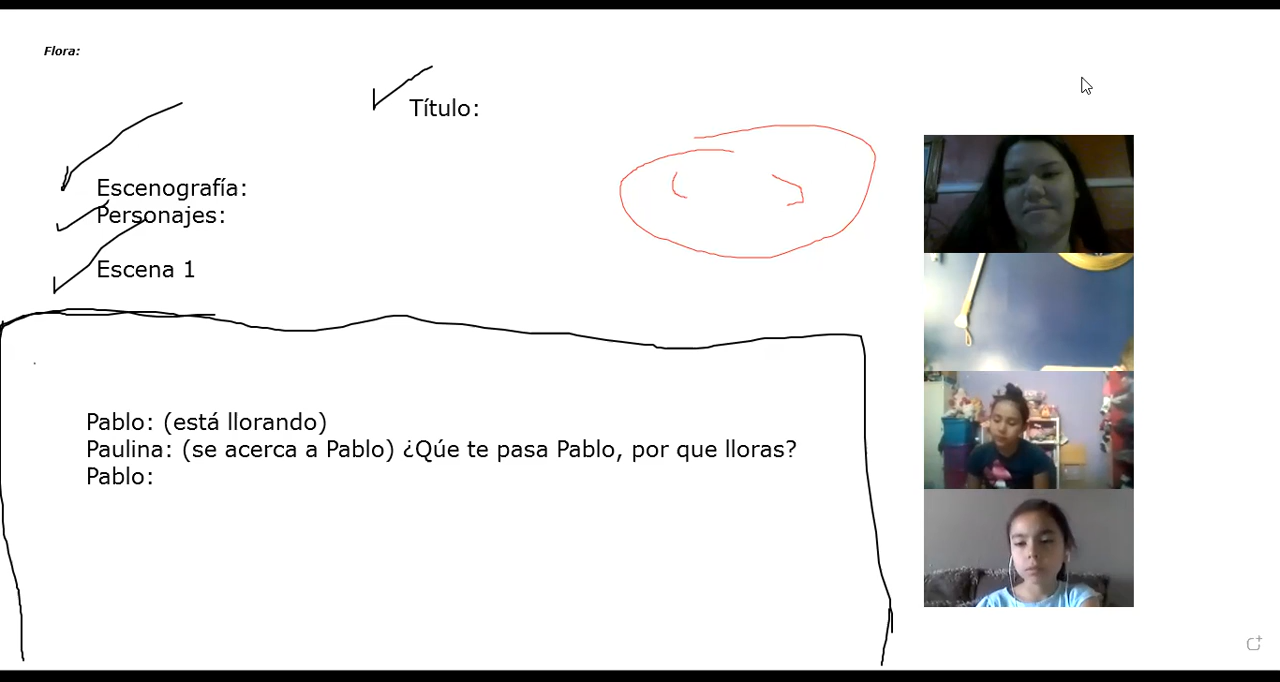 Flora:
Título:
Escenografía:
Personajes:
Escena 1
Pablo: (está llorando)
Paulina: (se acerca a Pablo) ¿Qúe te pasa Pablo, por que lloras?
Pablo: